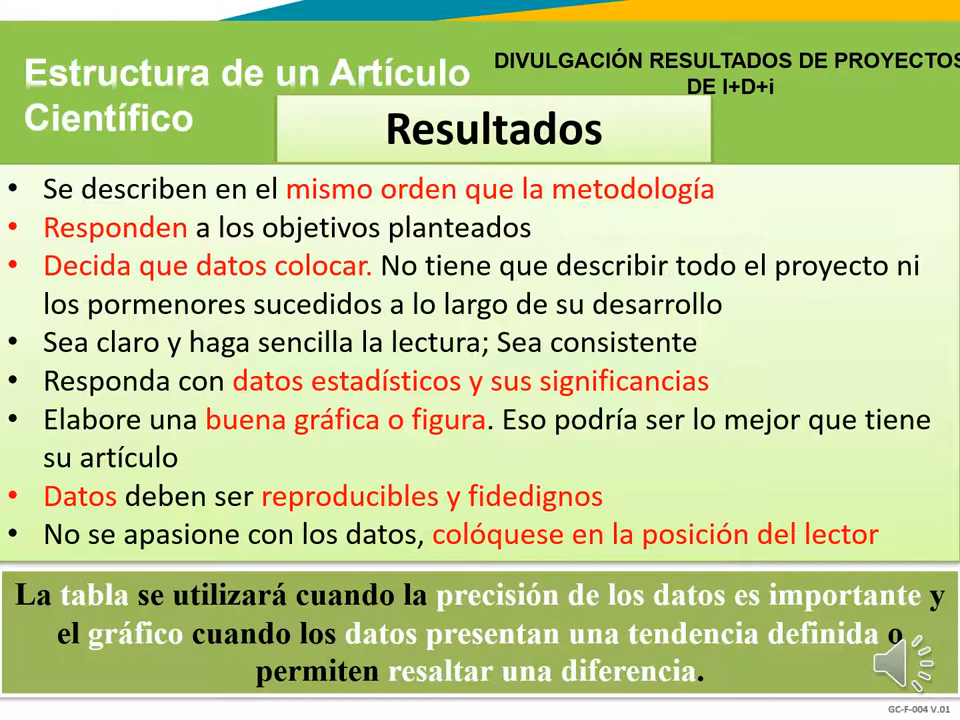 Estructura de un Artículo
Científico
DIVULGACIÓN RESULTADOS DE PROYECTOS
DE I+D+i
Resultados
• Se describen en el mismo orden que la metodología
• Responden a los objetivos planteados
• Decida que datos colocar. No tiene que describir todo el proyecto ni
los pormenores sucedidos a lo largo de su desarrollo
• Sea claro y haga sencilla la lectura; Sea consistente
• Responda con datos estadísticos y sus significancias
• Elabore una buena gráfica o figura. Eso podría ser lo mejor que tiene
su artículo
• Datos deben ser reproducibles y fidedignos
• No se apasione con los datos, colóquese en la posición del lector
La tabla se utilizará cuando la precisión de los datos es importante y
el gráfico cuando los datos presentan una tendencia definida o
permiten resaltar una diferencia.
GC-F-004 V.01